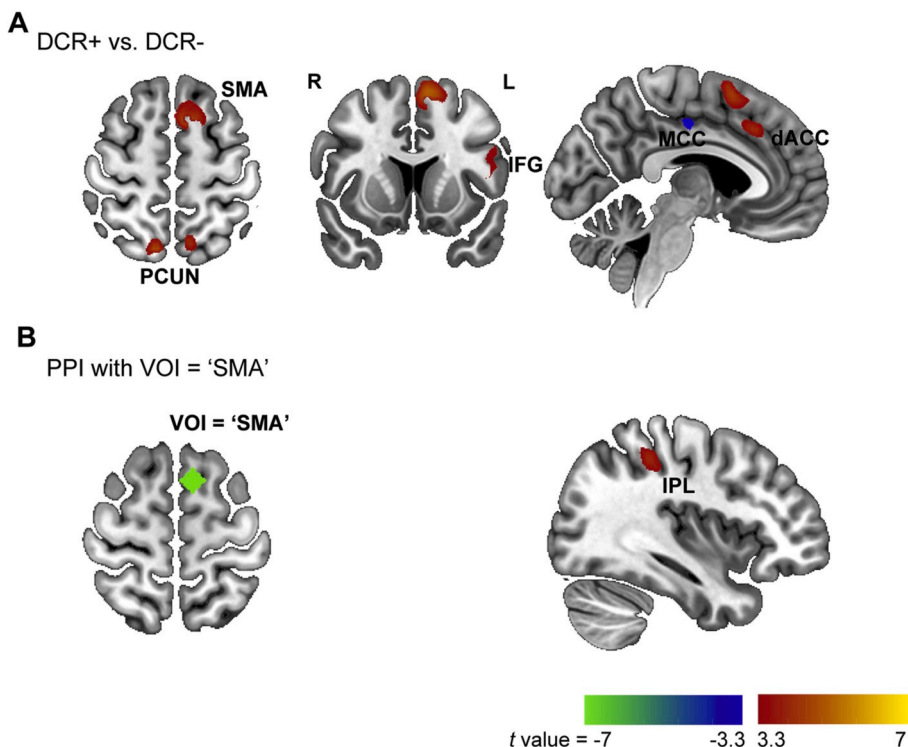 A
DCR+ vs. DCR-
SMA
R
L
IFG
MCC
dACC
PCUN
B
PPI with VOI = ‘SMA’
VOI = ‘SMA’
IPL
t value = -7
-3.3
3.3
7